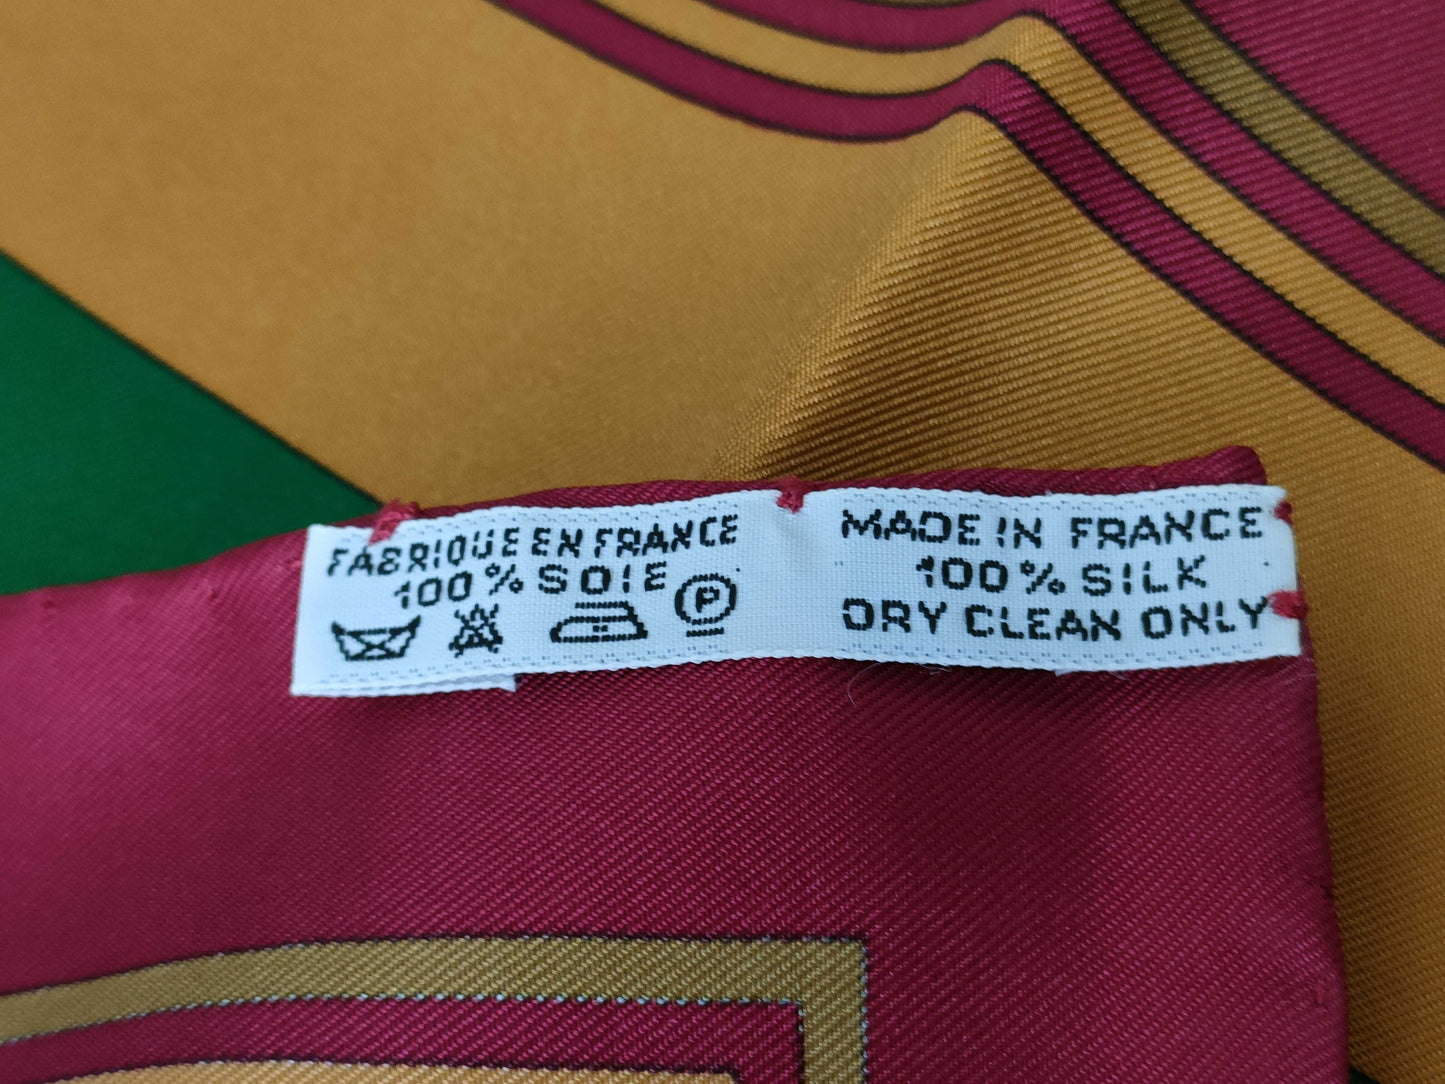 FABRIQUE EN FRANCE
100% SOIE
P
MADE IN FRANCE
100% SILK
DRY CLEAN ONLY